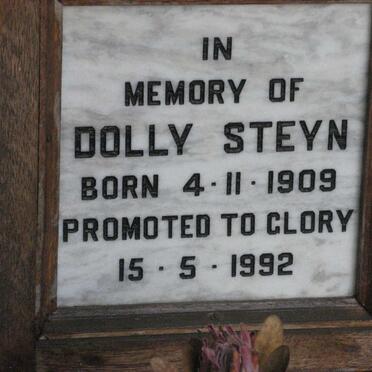 IN
MEMORY OF
DOLLY STEYN
BORN 4·11·1909
PROMOTED TO GLORY
15·5·1992